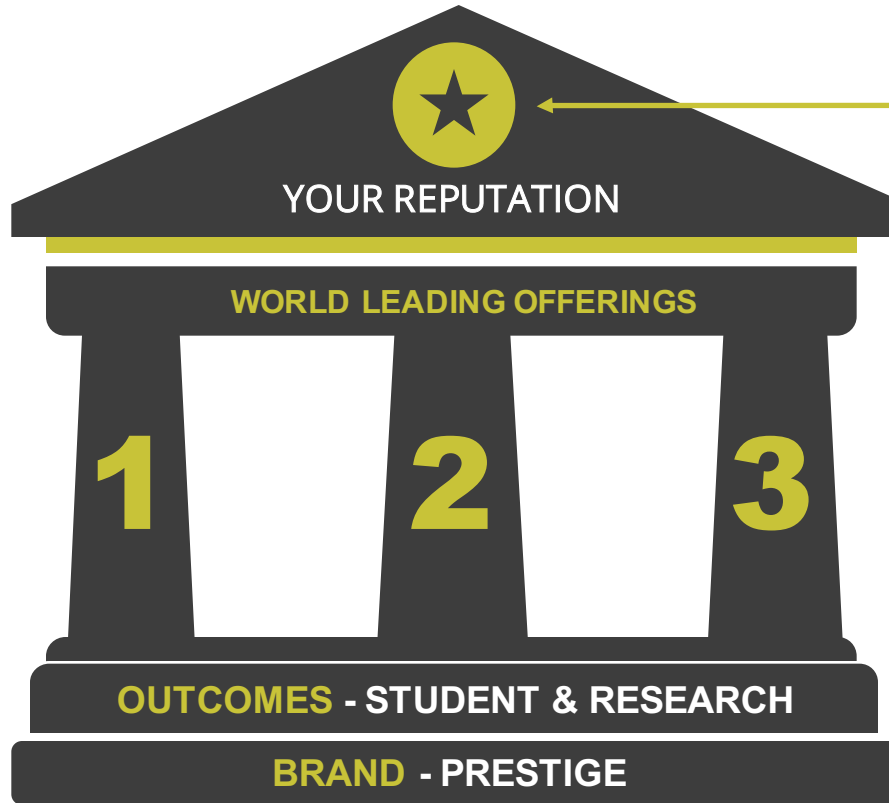 YOUR REPUTATION
WORLD LEADING OFFERINGS
1 2 3
OUTCOMES - STUDENT & RESEARCH
BRAND - PRESTIGE